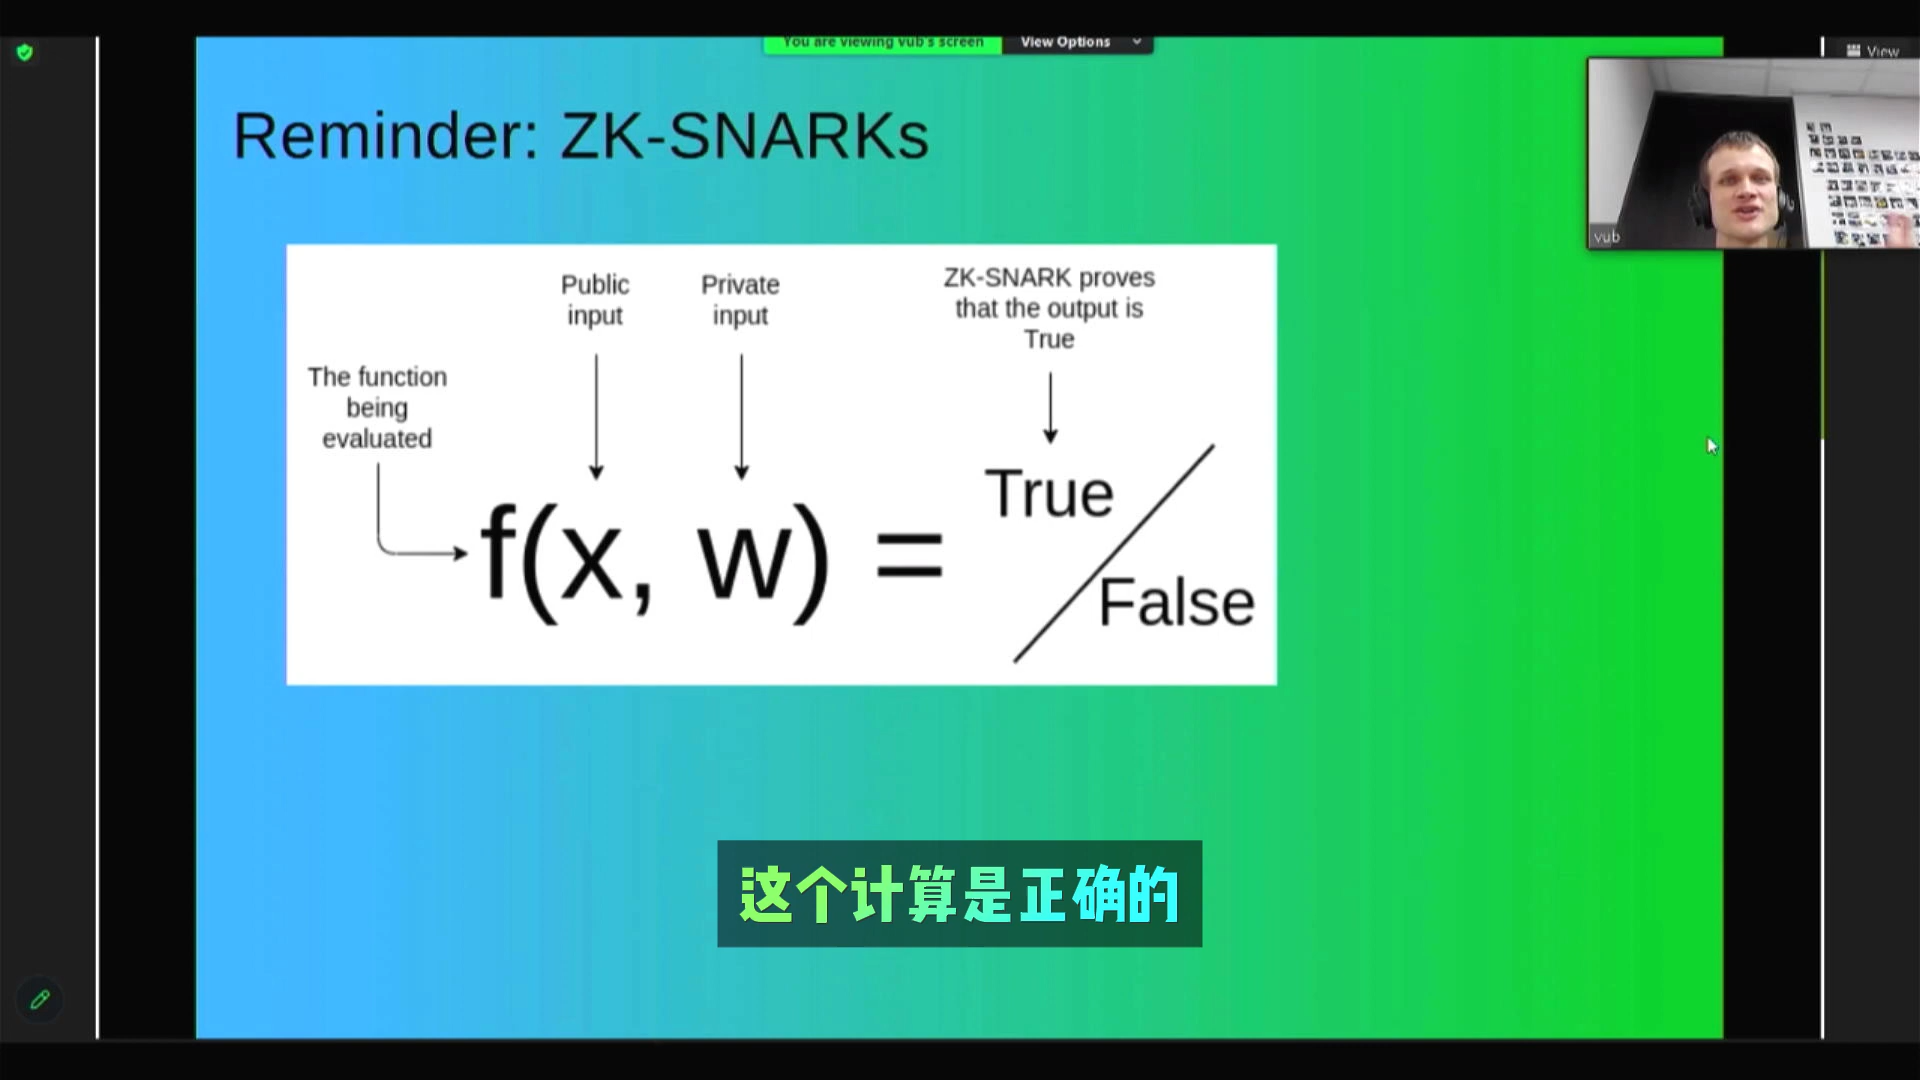 You are viewing vub's screen
View Options
View
Reminder: ZK-SNARKs
vub
Public
input
Private
input
ZK-SNARK proves
that the output is
True
The function
being
evaluated
f(x, w) =
True
False
这个计算是正确的